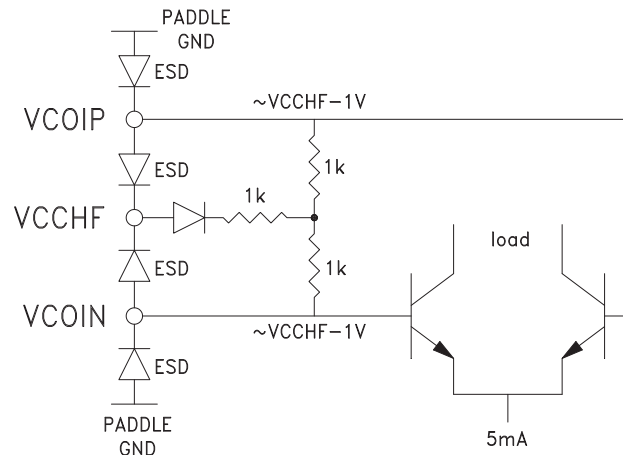 PADDLE
GND
ESD
VCOIP
~VCCHF-1V
ESD
1k
1k
VCCHF
load
1k
ESD
VCOIN
~VCCHF-1V
ESD
PADDLE
GND
5mA